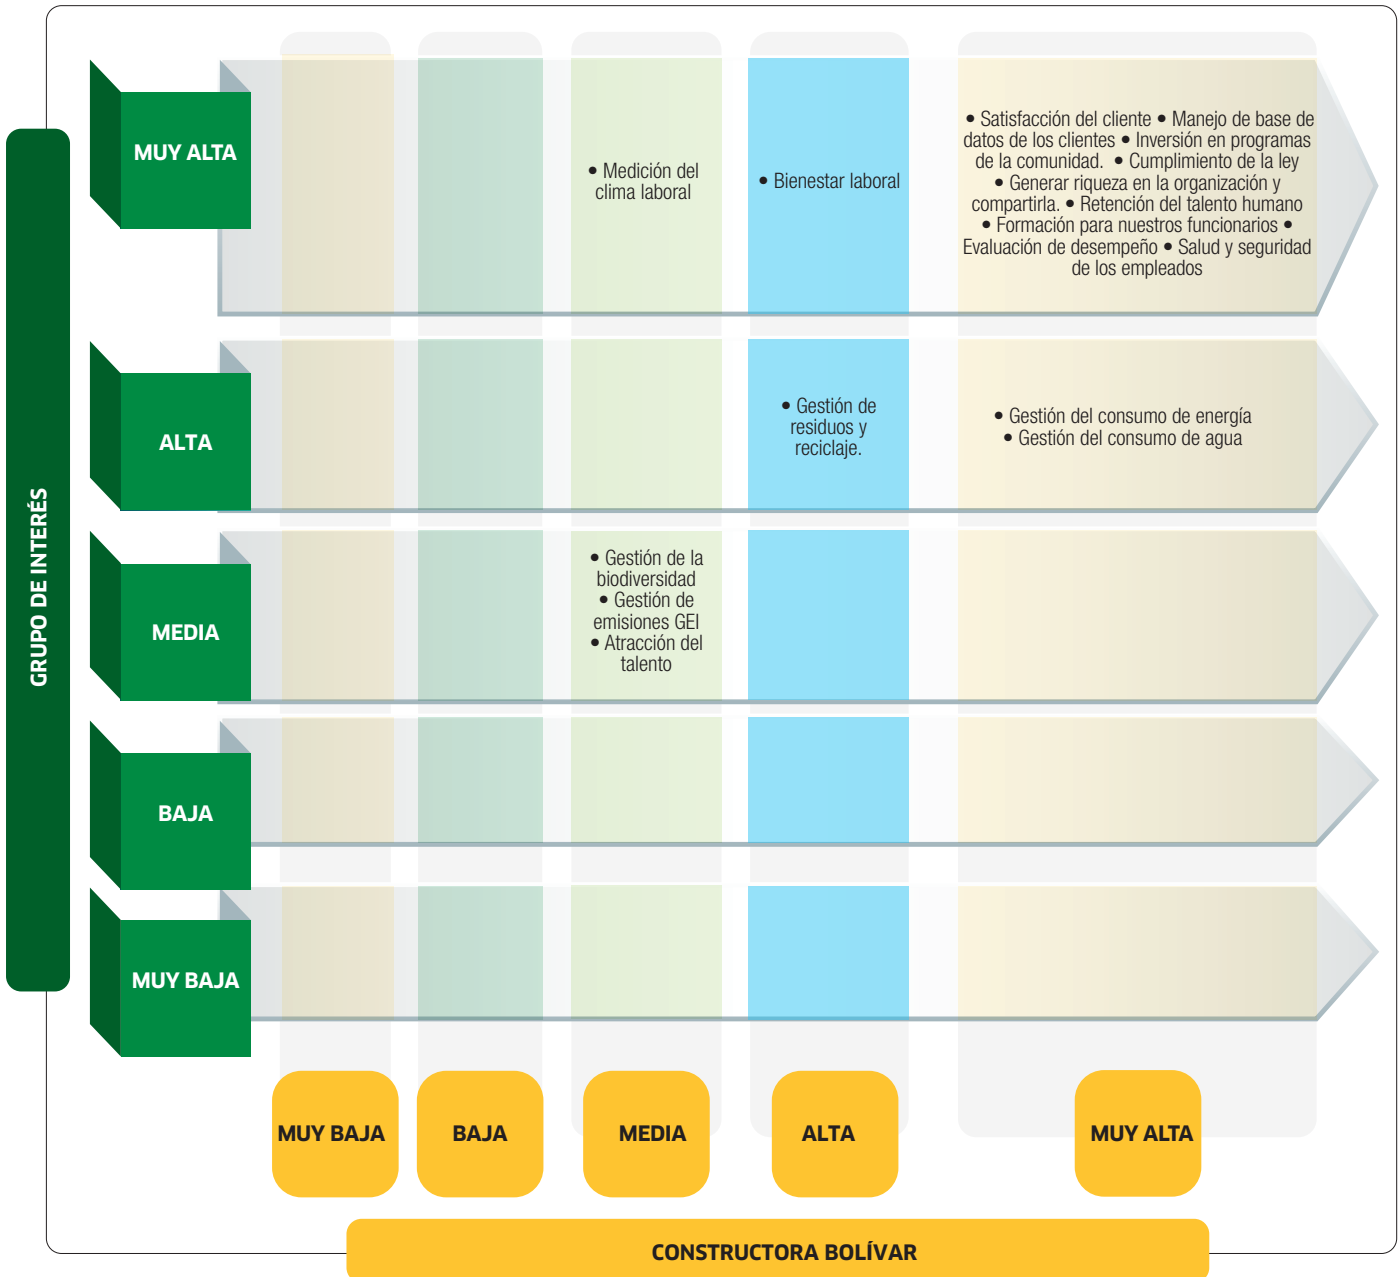 GRUPO DE INTERÉS
MUY ALTA
• Medición del
clima laboral
• Bienestar laboral
• Satisfacción del cliente • Manejo de base de
datos de los clientes • Inversión en programas
de la comunidad. • Cumplimiento de la ley
• Generar riqueza en la organización y
compartirla. • Retención del talento humano
• Formación para nuestros funcionarios •
Evaluación de desempeño • Salud y seguridad
de los empleados
ALTA
• Gestión de
residuos y
reciclaje.
• Gestión del consumo de energía
• Gestión del consumo de agua
MEDIA
• Gestión de la
biodiversidad
• Gestión de
emisiones GEI
• Atracción del
talento
BAJA
MUY BAJA
MUY BAJA
BAJA
MEDIA
ALTA
MUY ALTA
CONSTRUCTORA BOLÍVAR